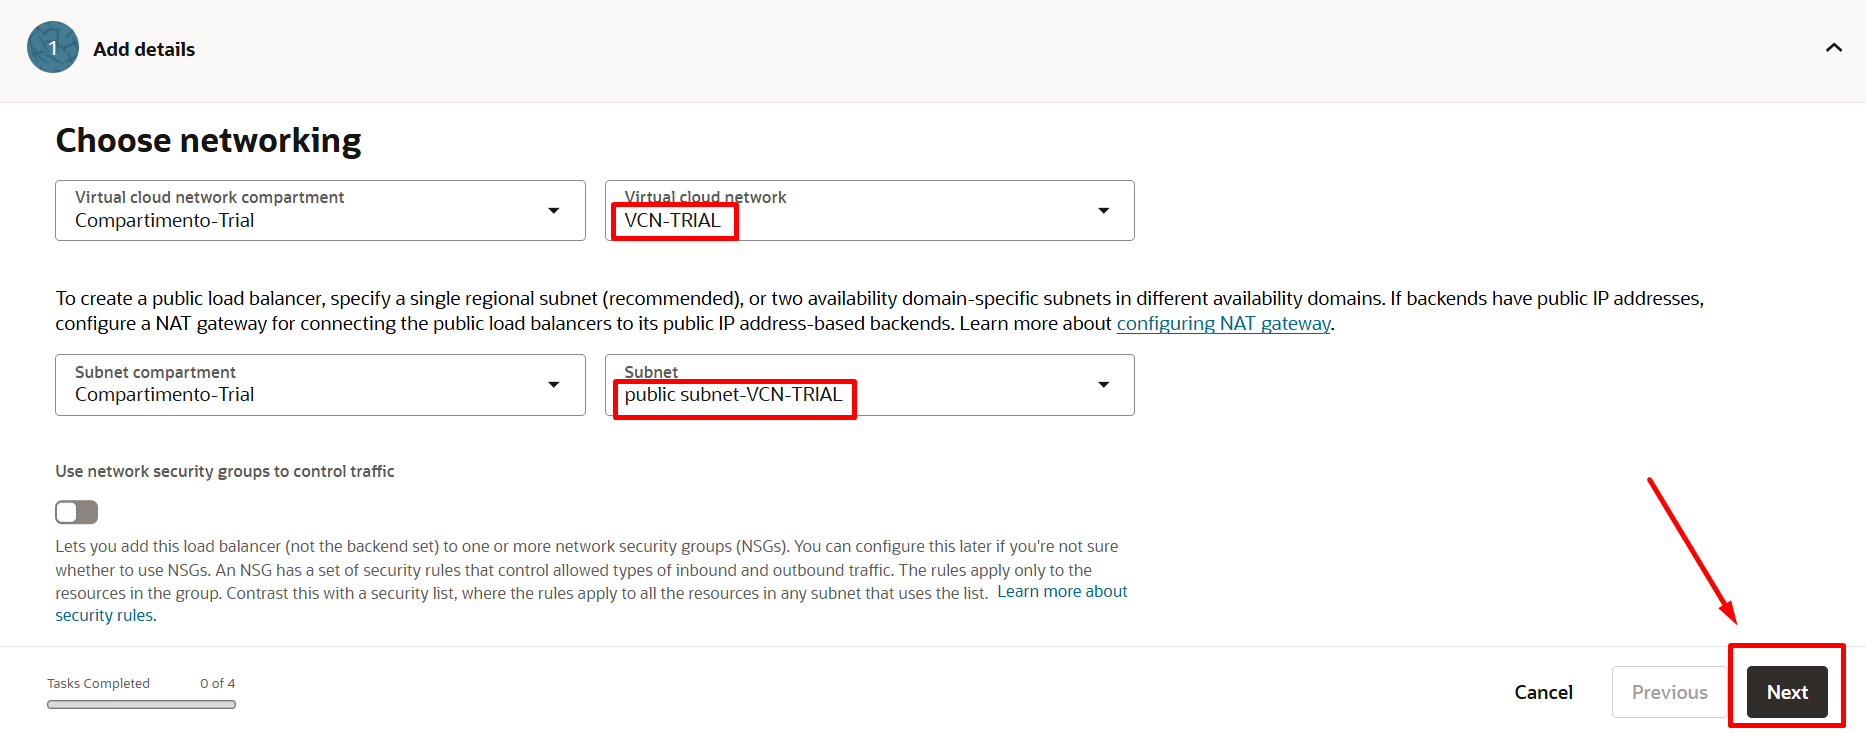 1
Add details
Choose networking
Virtual cloud network compartment
Compartimento-Trial
Virtual cloud network
VCN-TRIAL
To create a public load balancer, specify a single regional subnet (recommended), or two availability domain-specific subnets in different availability domains. If backends have public IP addresses,
configure a NAT gateway for connecting the public load balancers to its public IP address-based backends. Learn more about configuring NAT gateway.
Subnet compartment
Compartimento-Trial
Subnet
public subnet-VCN-TRIAL
Use network security groups to control traffic
Lets you add this load balancer (not the backend set) to one or more network security groups (NSGs). You can configure this later if you're not sure
whether to use NSGs. An NSG has a set of security rules that control allowed types of inbound and outbound traffic. The rules apply only to the
resources in the group. Contrast this with a security list, where the rules apply to all the resources in any subnet that uses the list. Learn more about
security rules.
Tasks Completed 0 of 4
Cancel
Previous
Next